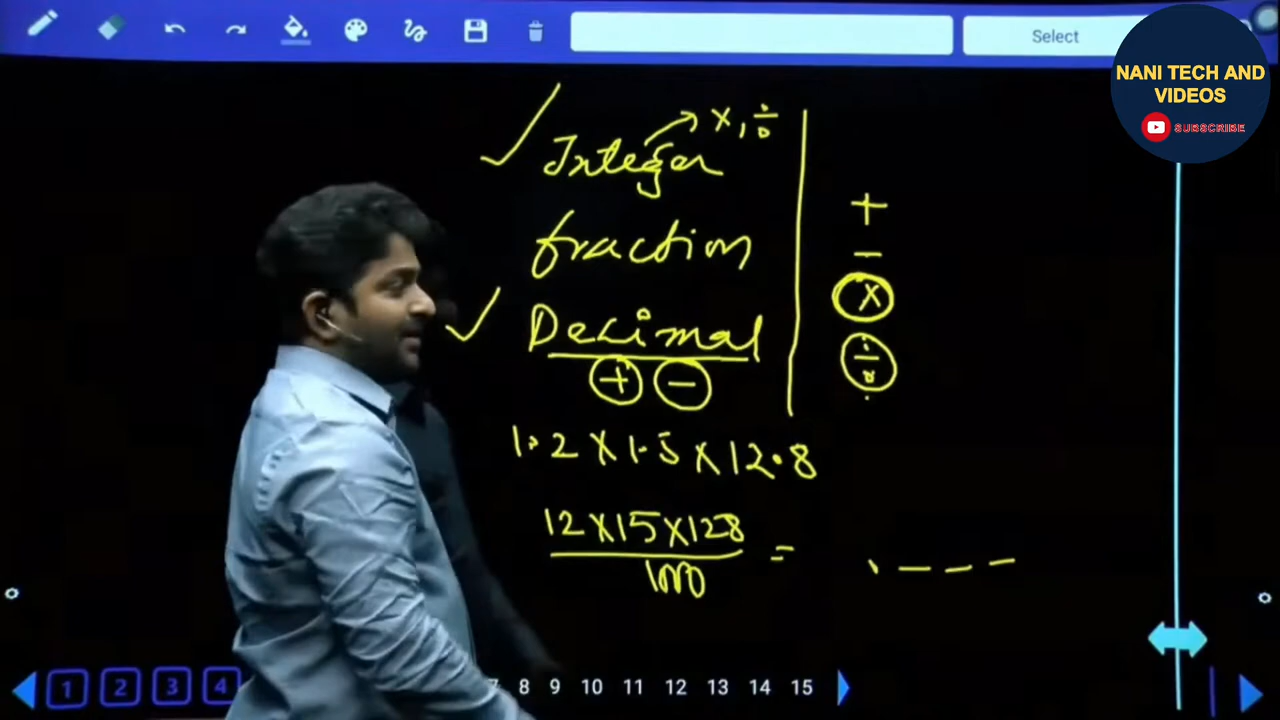 Select
NANI TECH AND
VIDEOS
SUBSCRIBE
Integer → x, ÷
fraction
Decimal
+ −
+
−
x
÷
1.2 x 1.5 x 12.8
12 x 15 x 128
1000
=
. _ _ _
1 2 3 4 7 8 9 10 11 12 13 14 15